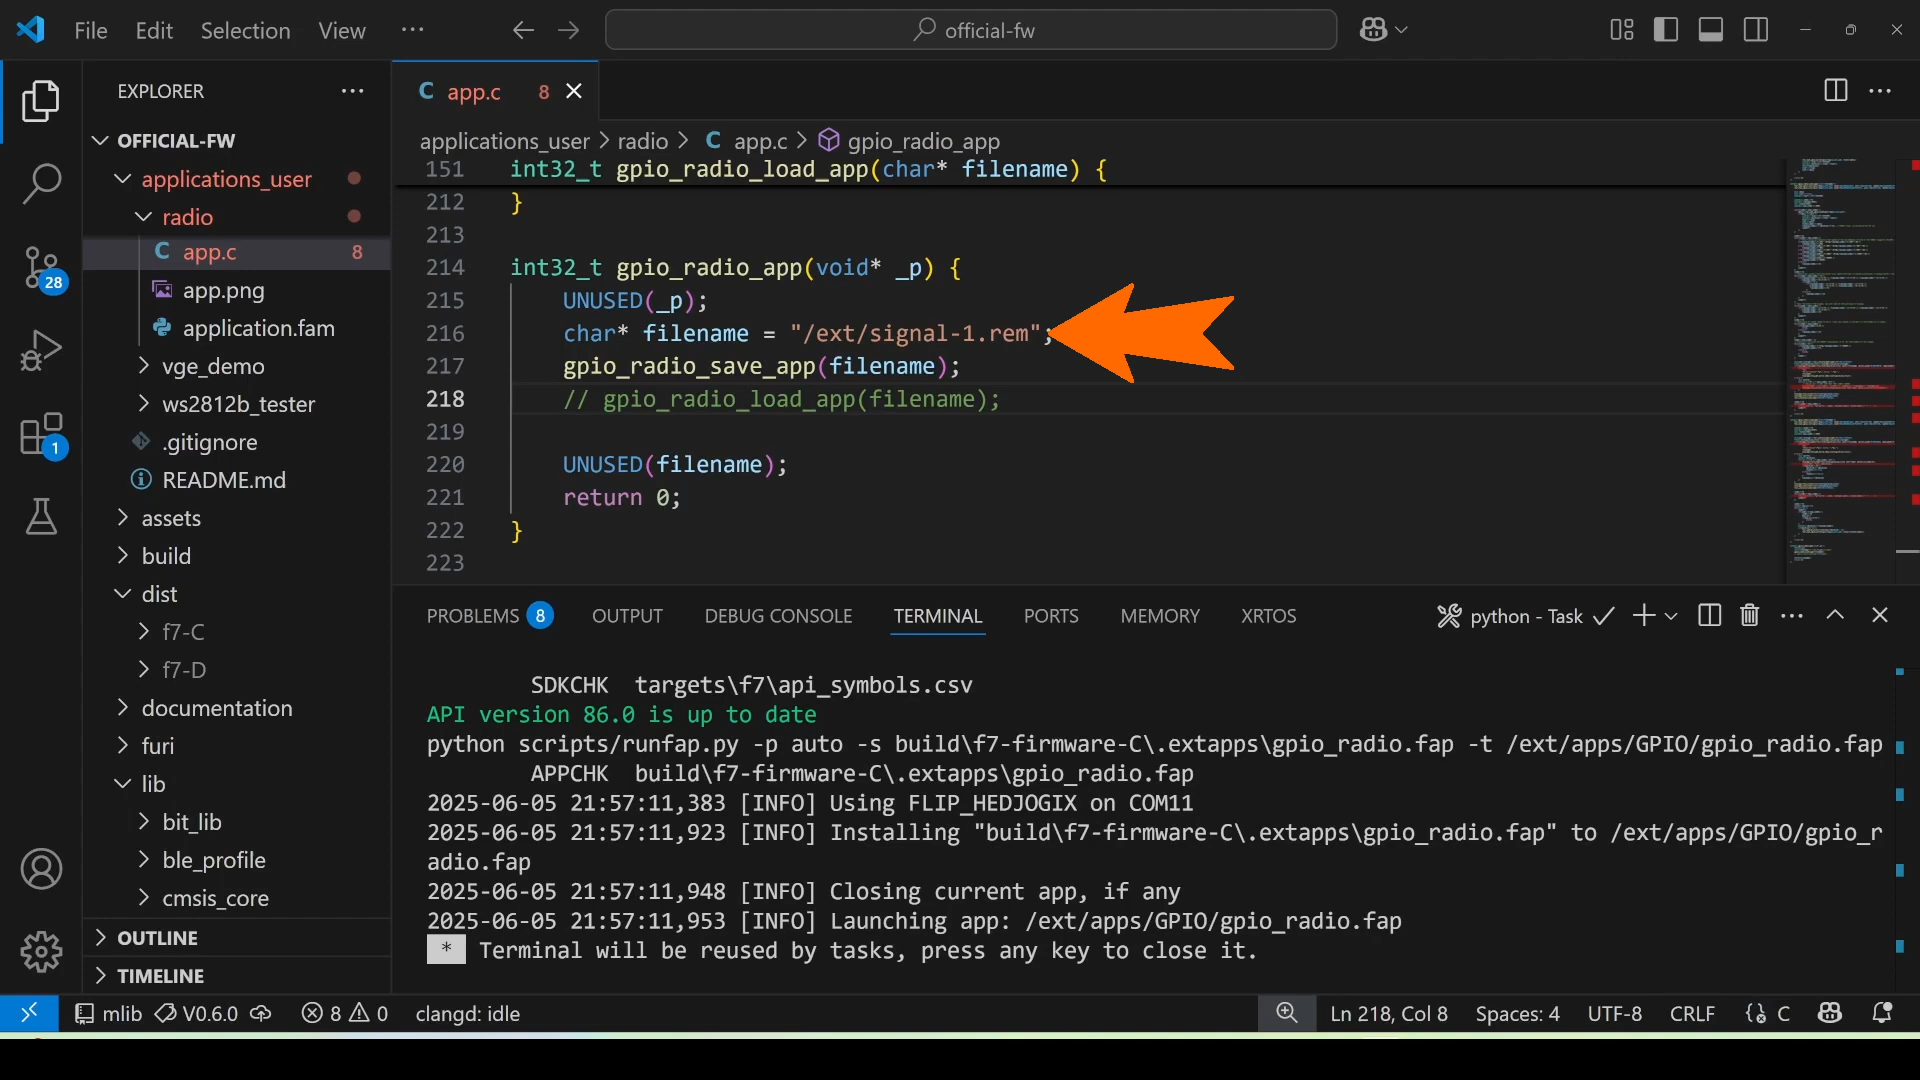 File Edit Selection View ··· official-fw
EXPLORER ···
OFFICIAL-FW
applications_user
radio
C app.c 8
app.png
application.fam
vge_demo
ws2812b_tester
.gitignore
README.md
assets
build
dist
f7-C
f7-D
documentation
furi
lib
bit_lib
ble_profile
cmsis_core
OUTLINE
TIMELINE
28
1
C app.c 8
applications_user > radio > C app.c > gpio_radio_app
151 int32_t gpio_radio_load_app(char* filename) {
212 }
213
214 int32_t gpio_radio_app(void* _p) {
215 UNUSED(_p);
216 char* filename = "/ext/signal-1.rem";
217 gpio_radio_save_app(filename);
218 // gpio_radio_load_app(filename);
219
220 UNUSED(filename);
221 return 0;
222 }
223
PROBLEMS 8 OUTPUT DEBUG CONSOLE TERMINAL PORTS MEMORY XRTOS python - Task
SDKCHK targets\f7\api_symbols.csv
API version 86.0 is up to date
python scripts/runfap.py -p auto -s build\f7-firmware-C\.extapps\gpio_radio.fap -t /ext/apps/GPIO/gpio_radio.fap
APPCHK build\f7-firmware-C\.extapps\gpio_radio.fap
2025-06-05 21:57:11,383 [INFO] Using FLIP_HEDJOGIX on COM11
2025-06-05 21:57:11,923 [INFO] Installing "build\f7-firmware-C\.extapps\gpio_radio.fap" to /ext/apps/GPIO/gpio_r
adio.fap
2025-06-05 21:57:11,948 [INFO] Closing current app, if any
2025-06-05 21:57:11,953 [INFO] Launching app: /ext/apps/GPIO/gpio_radio.fap
* Terminal will be reused by tasks, press any key to close it.
mlib V0.6.0 8 0 clangd: idle Ln 218, Col 8 Spaces: 4 UTF-8 CRLF C